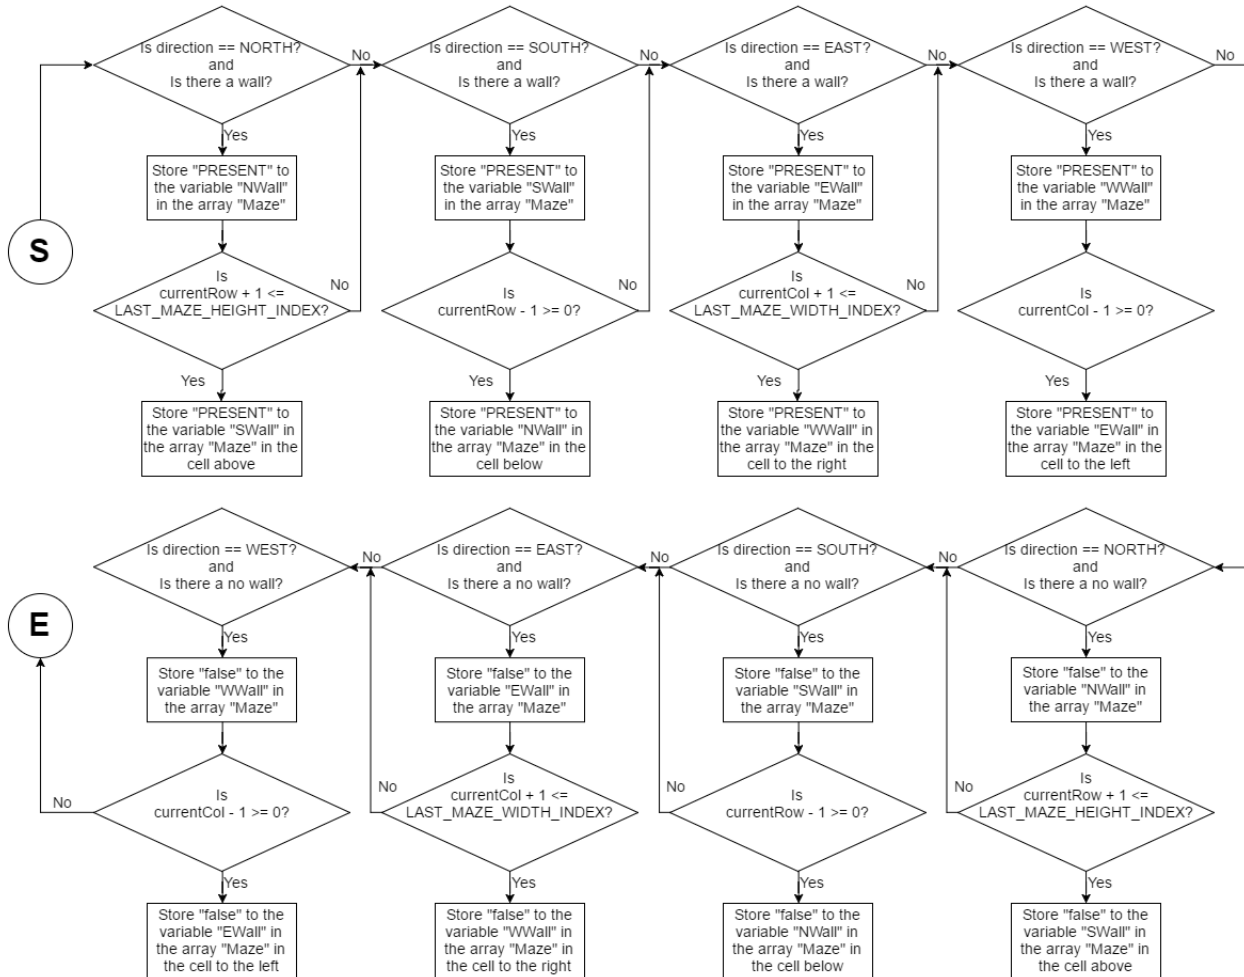 Is direction == NORTH?
and
Is there a wall?
No
Is direction == SOUTH?
and
Is there a wall?
No
Is direction == EAST?
and
Is there a wall?
No
Is direction == WEST?
and
Is there a wall?
No
Yes
Yes
Yes
Yes
Store "PRESENT" to
the variable "NWall"
in the array "Maze"
Store "PRESENT" to
the variable "SWall"
in the array "Maze"
Store "PRESENT" to
the variable "EWall"
in the array "Maze"
Store "PRESENT" to
the variable "WWall"
in the array "Maze"
S
Is
currentRow + 1 <=
LAST_MAZE_HEIGHT_INDEX?
No
Is
currentRow - 1 >= 0?
No
Is
currentCol + 1 <=
LAST_MAZE_WIDTH_INDEX?
No
Is
currentCol - 1 >= 0?
Yes
Yes
Yes
Yes
Store "PRESENT" to
the variable "SWall" in
the array "Maze" in the
cell above
Store "PRESENT" to
the variable "NWall" in
the array "Maze" in the
cell below
Store "PRESENT" to
the variable "WWall" in
the array "Maze" in the
cell to the right
Store "PRESENT" to
the variable "EWall" in
the array "Maze" in the
cell to the left
Is direction == WEST?
and
Is there a no wall?
No
Is direction == EAST?
and
Is there a no wall?
No
Is direction == SOUTH?
and
Is there a no wall?
No
Is direction == NORTH?
and
Is there a no wall?
E
Yes
Yes
Yes
Yes
Store "false" to the
variable "WWall" in
the array "Maze"
Store "false" to the
variable "EWall" in
the array "Maze"
Store "false" to the
variable "SWall" in
the array "Maze"
Store "false" to the
variable "NWall" in
the array "Maze"
No
Is
currentCol - 1 >= 0?
No
Is
currentCol + 1 <=
LAST_MAZE_WIDTH_INDEX?
No
Is
currentRow - 1 >= 0?
No
Is
currentRow + 1 <=
LAST_MAZE_HEIGHT_INDEX?
Yes
Yes
Yes
Yes
Store "false" to the
variable "EWall" in
the array "Maze" in
the cell to the left
Store "false" to the
variable "WWall" in
the array "Maze" in
the cell to the right
Store "false" to the
variable "NWall" in
the array "Maze" in
the cell below
Store "false" to the
variable "SWall" in
the array "Maze" in
the cell above